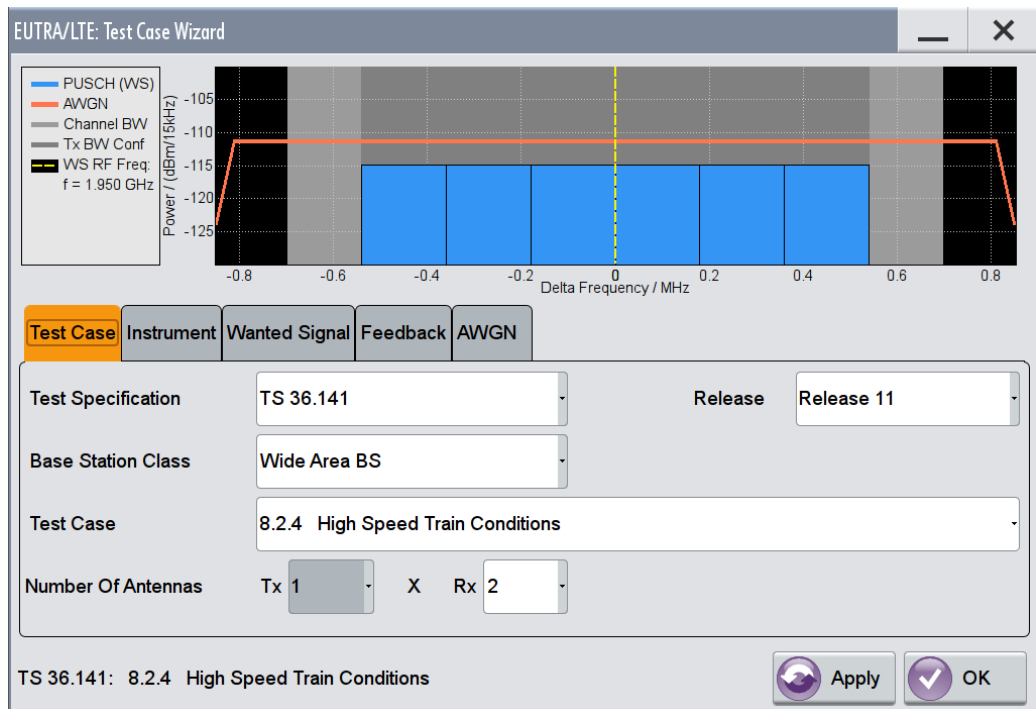 EUTRA/LTE: Test Case Wizard
PUSCH (WS)
AWGN
Channel BW
Tx BW Conf
WS RF Freq:
f = 1.950 GHz
Power / (dBm/15kHz)
-105
-110
-115
-120
-125
-0.8 -0.6 -0.4 -0.2 0 0.2 0.4 0.6 0.8
Delta Frequency / MHz
Test Case Instrument Wanted Signal Feedback AWGN
Test Specification TS 36.141 Release Release 11
Base Station Class Wide Area BS
Test Case 8.2.4 High Speed Train Conditions
Number Of Antennas Tx 1 X Rx 2
TS 36.141: 8.2.4 High Speed Train Conditions Apply OK